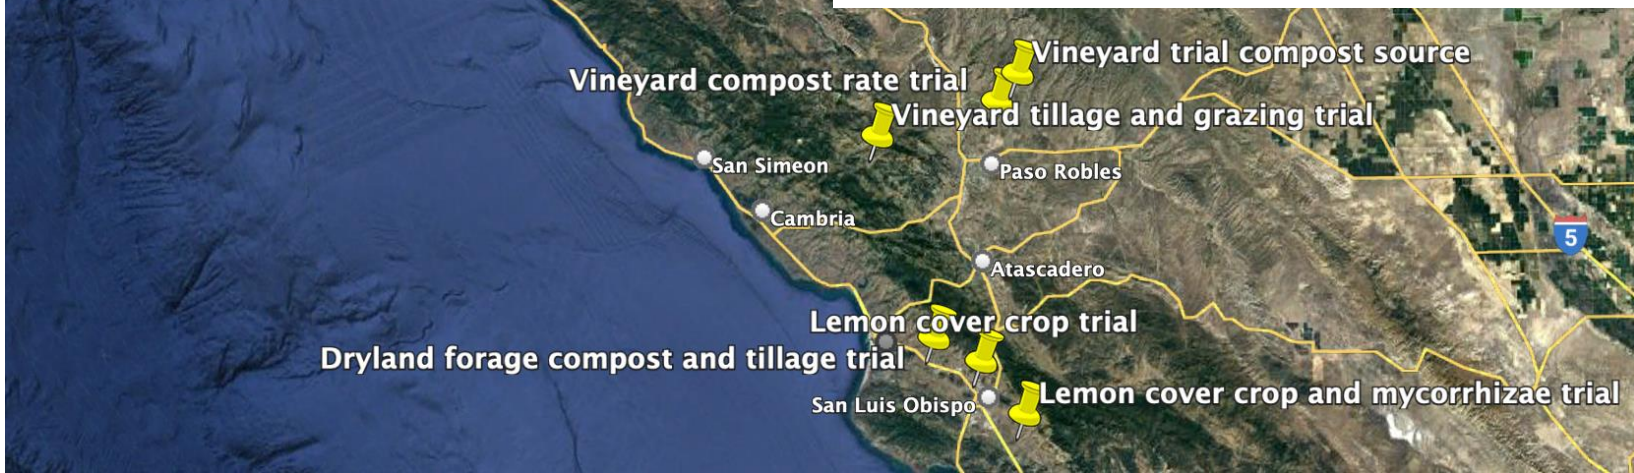 Vineyard trial compost source
Vineyard compost rate trial
Vineyard tillage and grazing trial
San Simeon
Paso Robles
Cambria
5
Atascadero
Lemon cover crop trial
Dryland forage compost and tillage trial
Lemon cover crop and mycorrhizae trial
San Luis Obispo